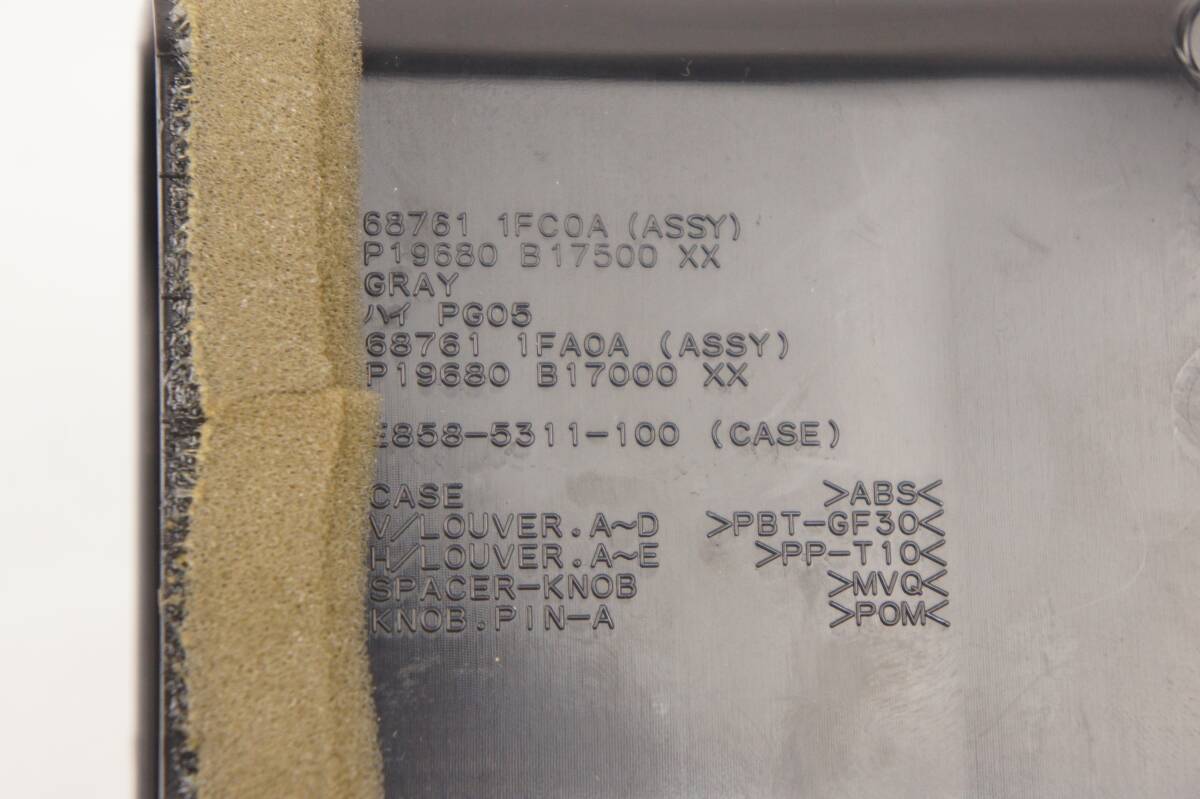 68761 1FC0A (ASSY)
P19680 B17500 XX
GRAY
ハイ PG05
68761 1FA0A (ASSY)
P19680 B17000 XX
E858-5311-100 (CASE)
CASE >ABS<
V/LOUVER.A~D >PBT-GF30<
H/LOUVER.A~E >PP-T10<
SPACER-KNOB >MVQ<
KNOB.PIN-A >POM<